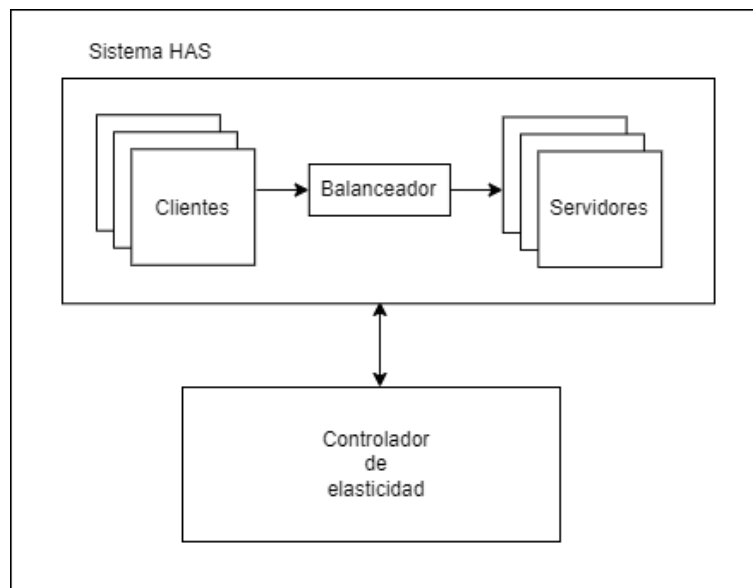 Sistema HAS
Clientes
Balanceador
Servidores
Controlador
de
elasticidad